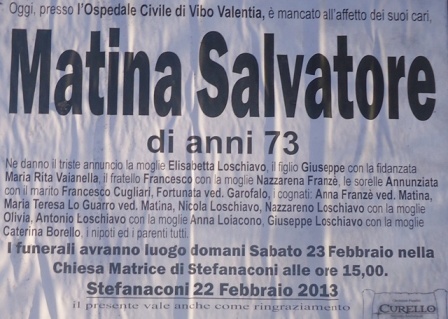 Oggi, presso l'Ospedale Civile di Vibo Valentia, è mancato all'affetto dei suoi cari,
Matina Salvatore
di anni 73
Ne danno il triste annuncio la moglie Elisabetta Loschiavo, il figlio Giuseppe con la fidanzata
Maria Rita Vaianella, il fratello Francesco con la moglie Nazzarena Franzè, le sorelle Annunziata
con il marito Francesco Cugliari, Fortunata ved. Garofalo, i cognati: Anna Franzè ved. Matina,
Maria Teresa Lo Guarro ved. Matina, Nicola Loschiavo, Nazzareno Loschiavo con la moglie
Olivia, Antonio Loschiavo con la moglie Anna Loiacono, Giuseppe Loschiavo con la moglie
Caterina Borello, i nipoti ed i parenti tutti.
I funerali avranno luogo domani Sabato 23 Febbraio nella
Chiesa Matrice di Stefanaconi alle ore 15,00.
Stefanaconi 22 Febbraio 2013
il presente vale anche come ringraziamento
CURELLO